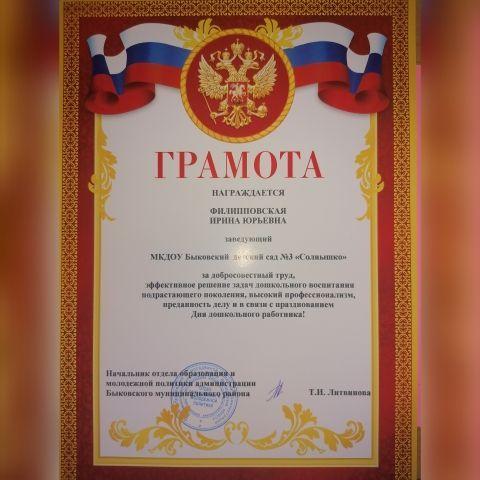 ГРАМОТА
НАГРАЖДАЕТСЯ
ФИЛИППОВСКАЯ
ИРИНА ЮРЬЕВНА
заведующий
МКДОУ Быковский детский сад №3 «Солнышко»
за добросовестный труд,
эффективное решение задач дошкольного воспитания
подрастающего поколения, высокий профессионализм,
преданность делу и в связи с празднованием
Дня дошкольного работника!
Начальник отдела образования и
молодежной политики администрации
Быковского муниципального района
Т.И. Литвинова